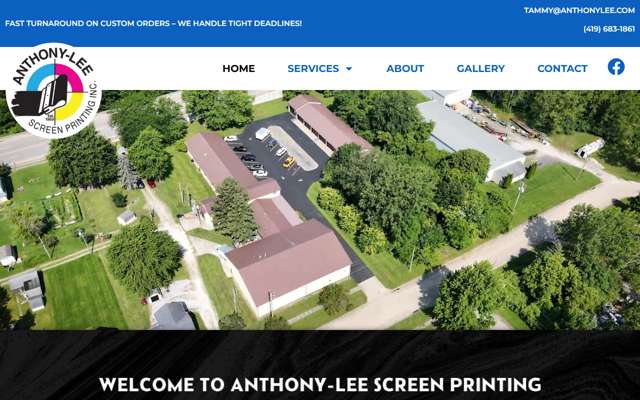 TAMMY@ANTHONYLEE.COM
FAST TURNAROUND ON CUSTOM ORDERS – WE HANDLE TIGHT DEADLINES!
(419) 683-1861
ANTHONY-LEE
SCREEN PRINTING INC.
HOME
SERVICES
ABOUT
GALLERY
CONTACT
WELCOME TO ANTHONY-LEE SCREEN PRINTING